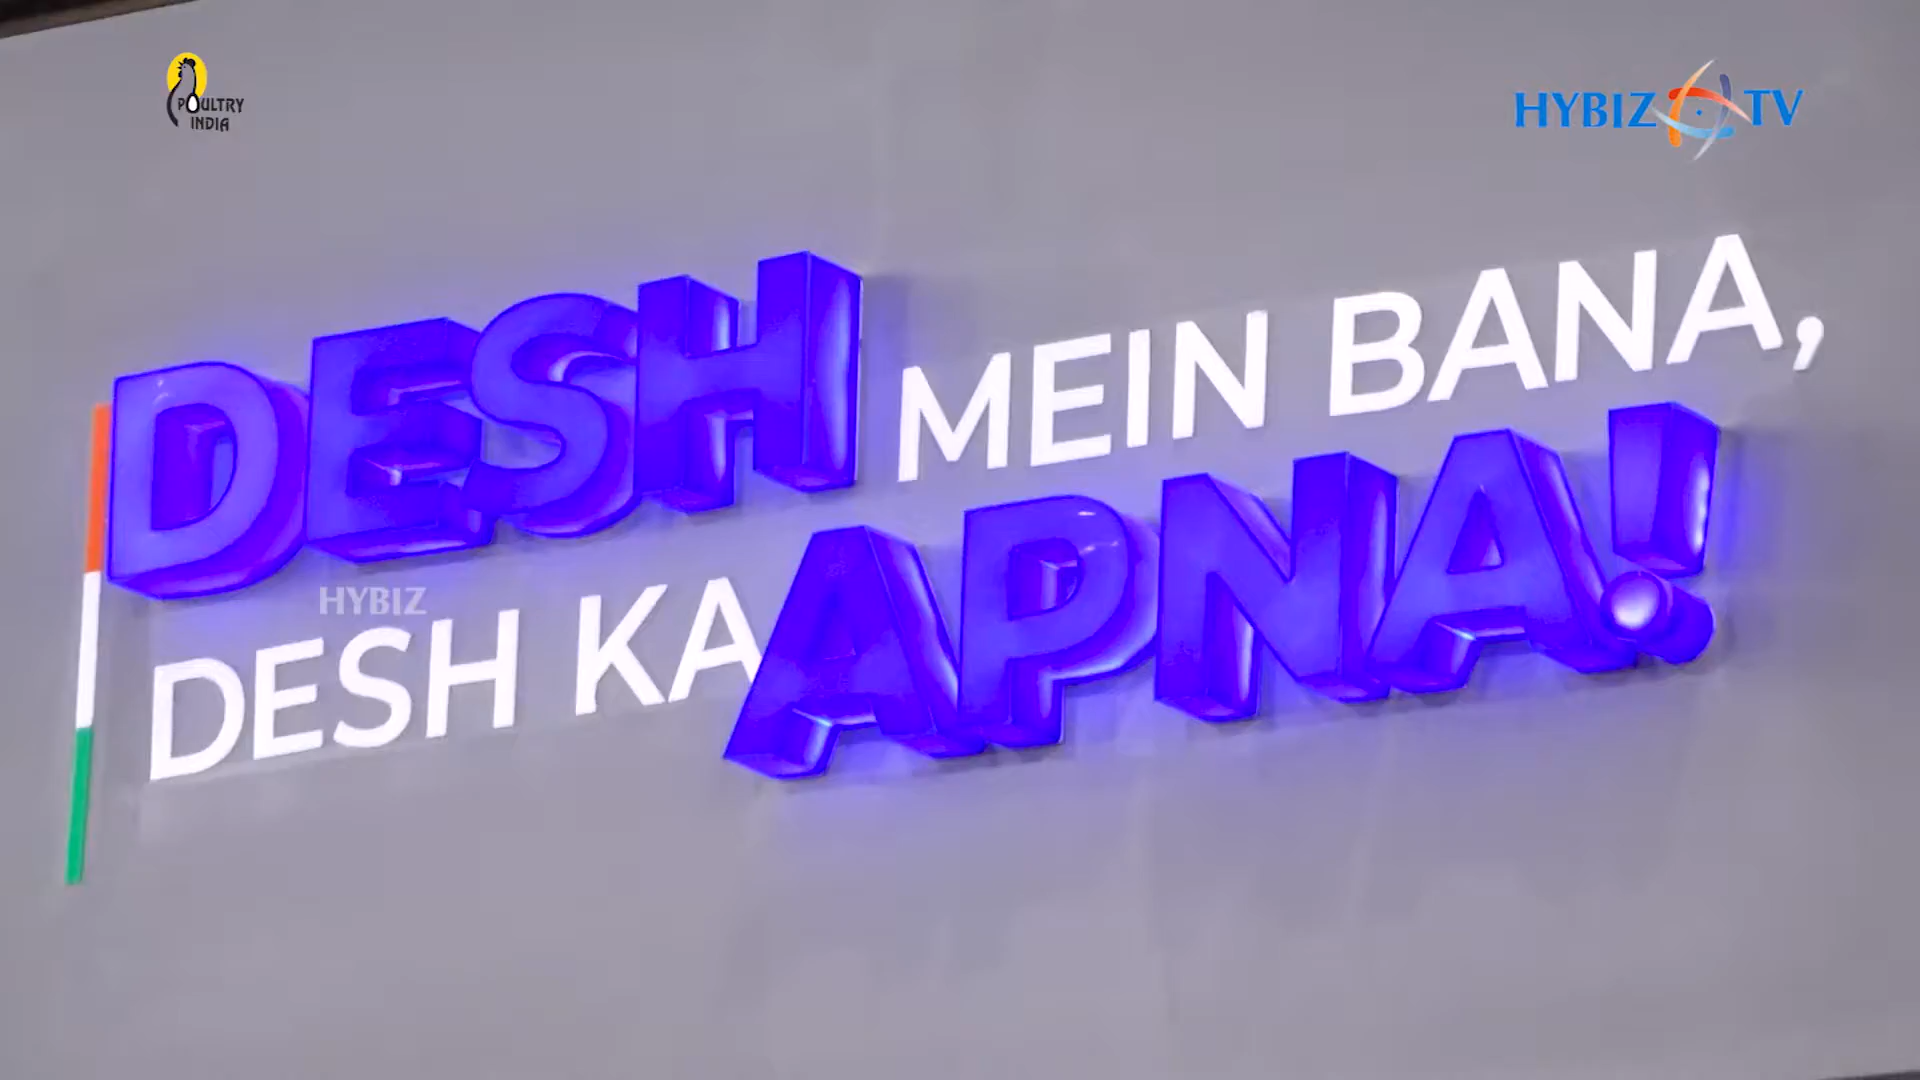 POULTRY
INDIA
HYBIZ TV
DESH MEIN BANA,
HYBIZ
DESH KA APNA!